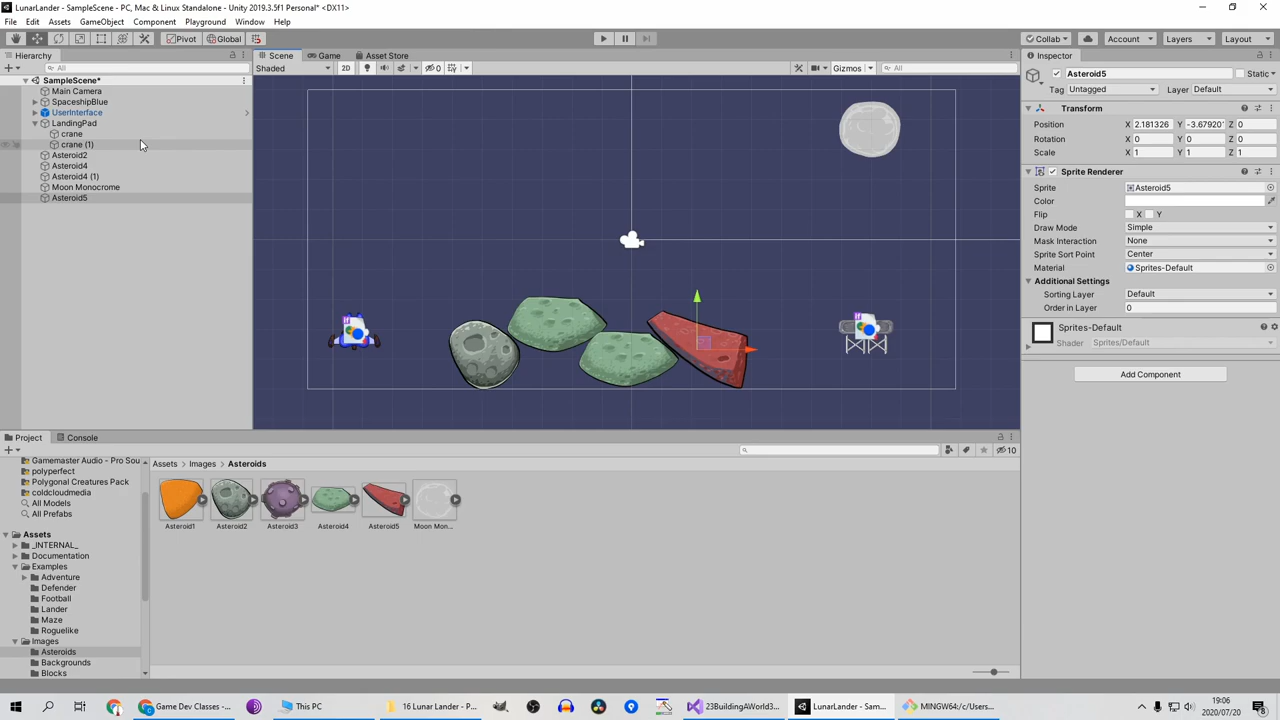 LunarLander - SampleScene - PC, Mac & Linux Standalone - Unity 2019.3.5f1 Personal* <DX11>
File Edit Assets GameObject Component Playground Window Help
Pivot Global Collab Account Layers Layout
Hierarchy
All
SampleScene*
Main Camera
SpaceshipBlue
UserInterface
LandingPad
crane
crane (1)
Asteroid2
Asteroid4
Asteroid4 (1)
Moon Monocrome
Asteroid5
Scene Game Asset Store
Shaded 2D 0 Gizmos All
Inspector
Asteroid5 Static
Tag Untagged Layer Default
Transform
Position X 2.181326 Y -3.67920 Z 0
Rotation X 0 Y 0 Z 0
Scale X 1 Y 1 Z 1
Sprite Renderer
Sprite Asteroid5
Color
Flip X Y
Draw Mode Simple
Mask Interaction None
Sprite Sort Point Center
Material Sprites-Default
Additional Settings
Sorting Layer Default
Order in Layer 0
Sprites-Default
Shader Sprites/Default
Add Component
Project Console
10
Gamemaster Audio - Pro Sou
polyperfect
Polygonal Creatures Pack
coldcloudmedia
All Models
All Prefabs
Assets
_INTERNAL_
Documentation
Examples
Adventure
Defender
Football
Lander
Maze
Roguelike
Images
Asteroids
Backgrounds
Blocks
Assets Images Asteroids
Asteroid1 Asteroid2 Asteroid3 Asteroid4 Asteroid5 Moon Mon...
Game Dev Classes -... This PC 16 Lunar Lander - P... 23BuildingAWorld3... LunarLander - Sam... MINGW64:/c/Users...
19:06
2020/07/20